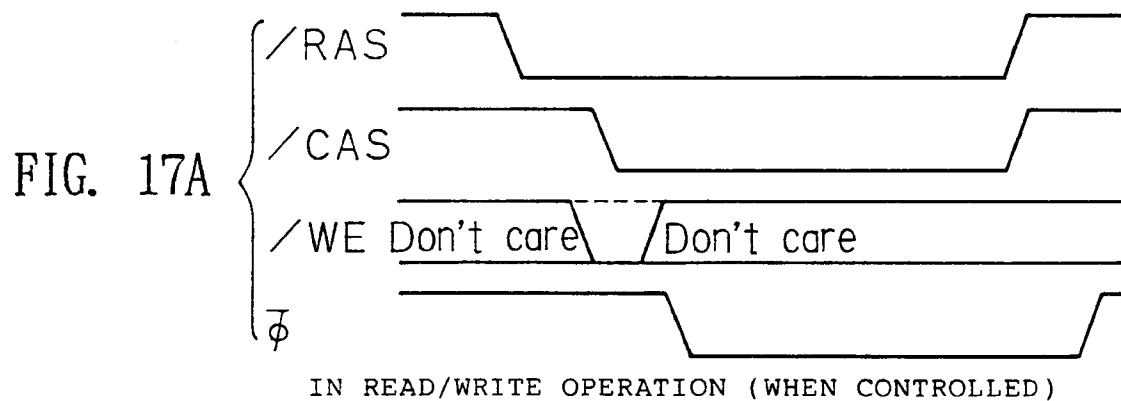 FIG. 17A
/RAS
/CAS
/WE Don't care Don't care
φ̅
IN READ/WRITE OPERATION (WHEN CONTROLLED)